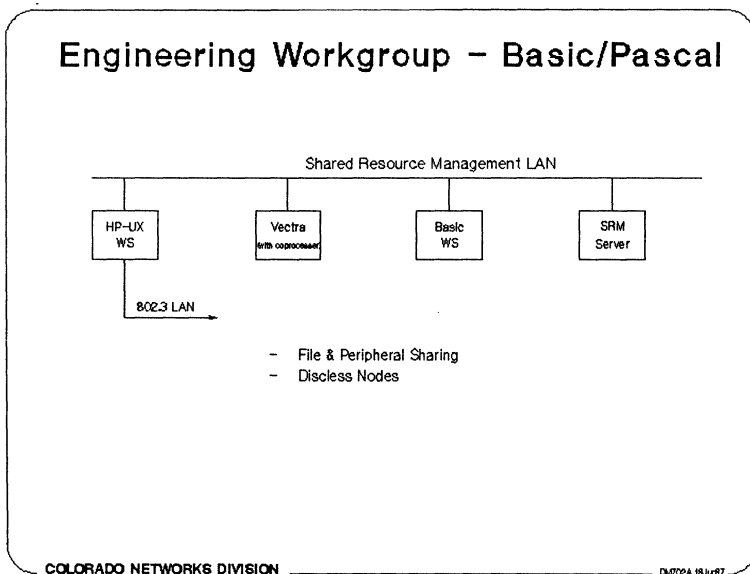 Engineering Workgroup - Basic/Pascal
Shared Resource Management LAN
HP-UX
WS
Vectra
(with coprocesser)
Basic
WS
SRM
Server
802.3 LAN
- File & Peripheral Sharing
- Discless Nodes
COLORADO NETWORKS DIVISION